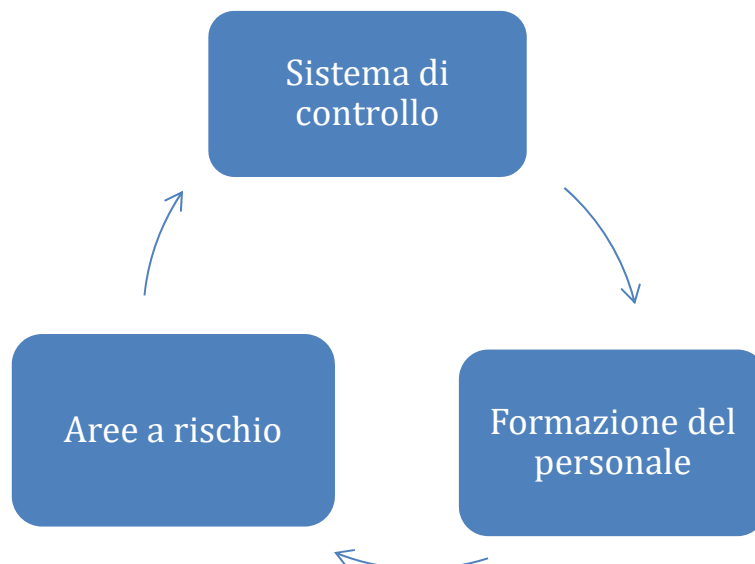 Sistema di
controllo
Aree a rischio
Formazione del
personale